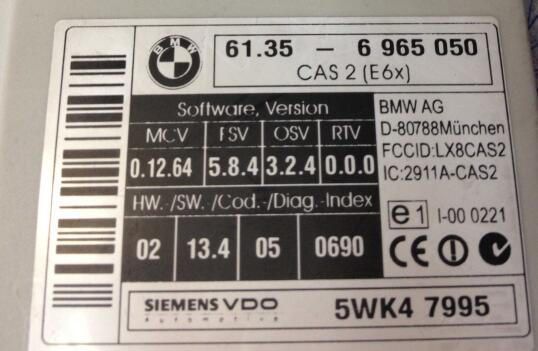 BMW
61.35 - 6 965 050
CAS 2 (E6x)
Software, Version
MCV FSV OSV RTV
0.12.64 5.8.4 3.2.4 0.0.0
HW.-/SW.-/Cod.-/Diag.-Index
02 13.4 05 0690
BMW AG
D-80788München
FCCID:LX8CAS2
IC:2911A-CAS2
e1 I-00 0221
CE
SIEMENS VDO
Automotive
5WK4 7995